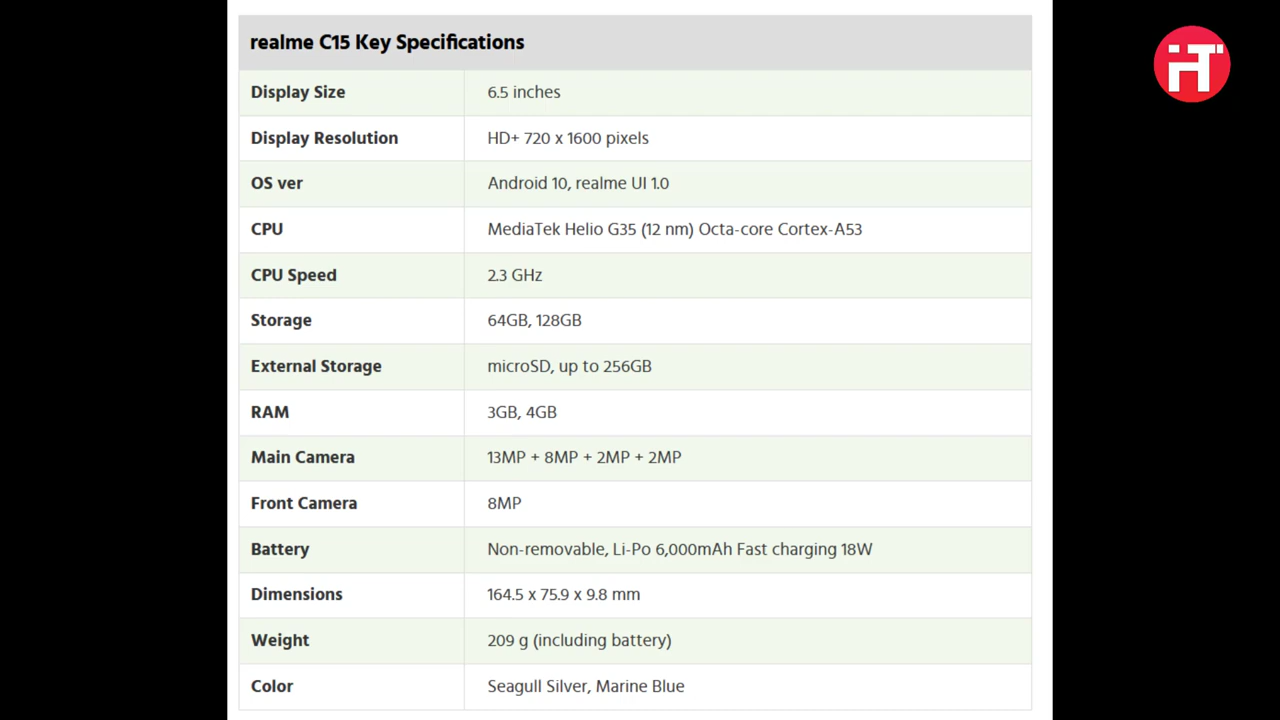 realme C15 Key Specifications
Display Size 6.5 inches
Display Resolution HD+ 720 x 1600 pixels
OS ver Android 10, realme UI 1.0
CPU MediaTek Helio G35 (12 nm) Octa-core Cortex-A53
CPU Speed 2.3 GHz
Storage 64GB, 128GB
External Storage microSD, up to 256GB
RAM 3GB, 4GB
Main Camera 13MP + 8MP + 2MP + 2MP
Front Camera 8MP
Battery Non-removable, Li-Po 6,000mAh Fast charging 18W
Dimensions 164.5 x 75.9 x 9.8 mm
Weight 209 g (including battery)
Color Seagull Silver, Marine Blue